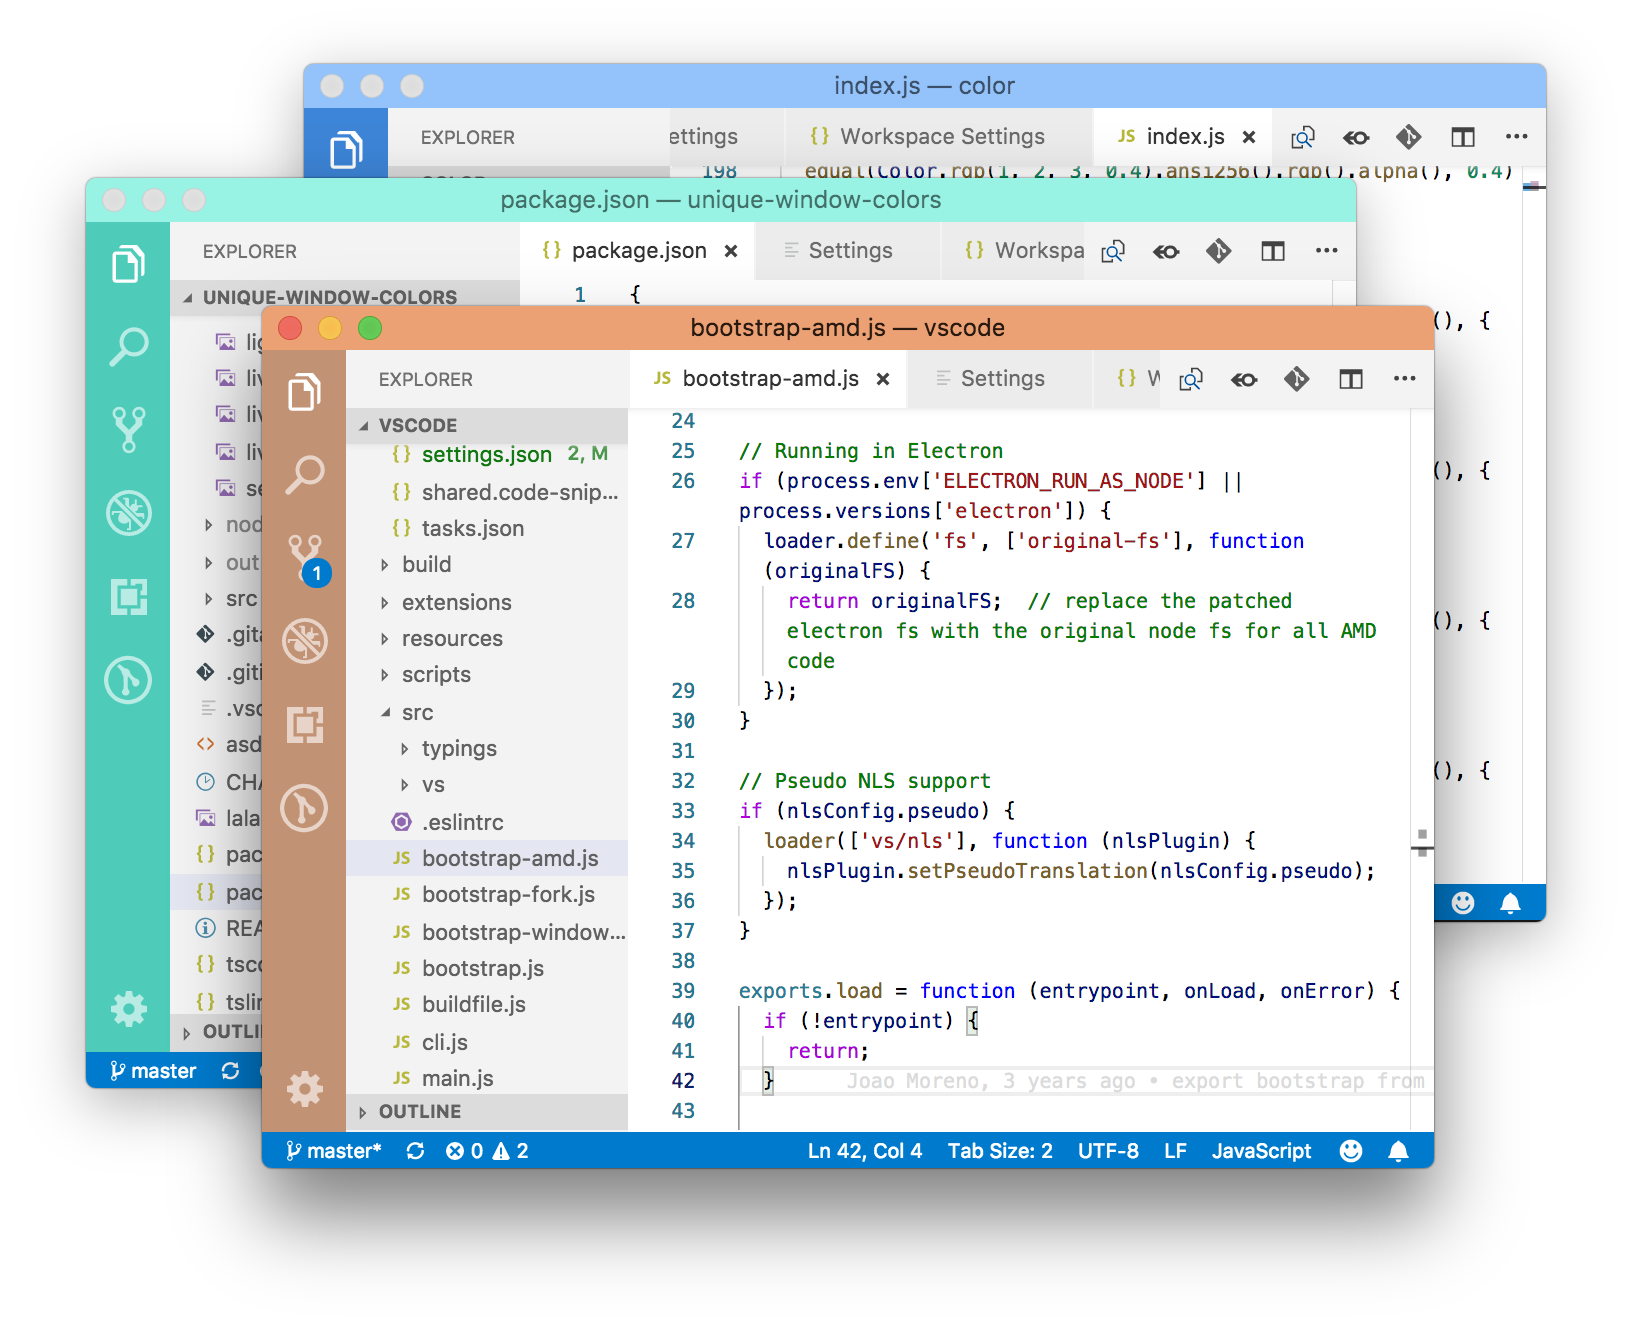 index.js — color
EXPLORER
ettings
{} Workspace Settings
JS index.js ×
198 equal(Color.rgb(1, 2, 3, 0.4).ansi256().rgb().alpha(), 0.4)
(), {
(), {
(), {
(), {
package.json — unique-window-colors
EXPLORER
{} package.json ×
Settings
{} Workspa
UNIQUE-WINDOW-COLORS
1 {
lig
liv
liv
liv
se
nod
out
src
.gita
.giti
.vsc
asd
CHA
lala
{} pac
{} pac
REA
{} tsco
{} tslin
OUTLI
master
bootstrap-amd.js — vscode
EXPLORER
JS bootstrap-amd.js ×
Settings
{} W
VSCODE
{} settings.json 2, M
{} shared.code-snip...
{} tasks.json
build
extensions
resources
scripts
src
typings
vs
.eslintrc
JS bootstrap-amd.js
JS bootstrap-fork.js
JS bootstrap-window...
JS bootstrap.js
JS buildfile.js
JS cli.js
JS main.js
OUTLINE
24
25 // Running in Electron
26 if (process.env['ELECTRON_RUN_AS_NODE'] ||
process.versions['electron']) {
27 loader.define('fs', ['original-fs'], function
(originalFS) {
28 return originalFS;  // replace the patched
electron fs with the original node fs for all AMD
code
29 });
30 }
31
32 // Pseudo NLS support
33 if (nlsConfig.pseudo) {
34 loader(['vs/nls'], function (nlsPlugin) {
35 nlsPlugin.setPseudoTranslation(nlsConfig.pseudo);
36 });
37 }
38
39 exports.load = function (entrypoint, onLoad, onError) {
40 if (!entrypoint) {
41 return;
42 } Joao Moreno, 3 years ago • export bootstrap from
43
1
master* 0 2 Ln 42, Col 4 Tab Size: 2 UTF-8 LF JavaScript